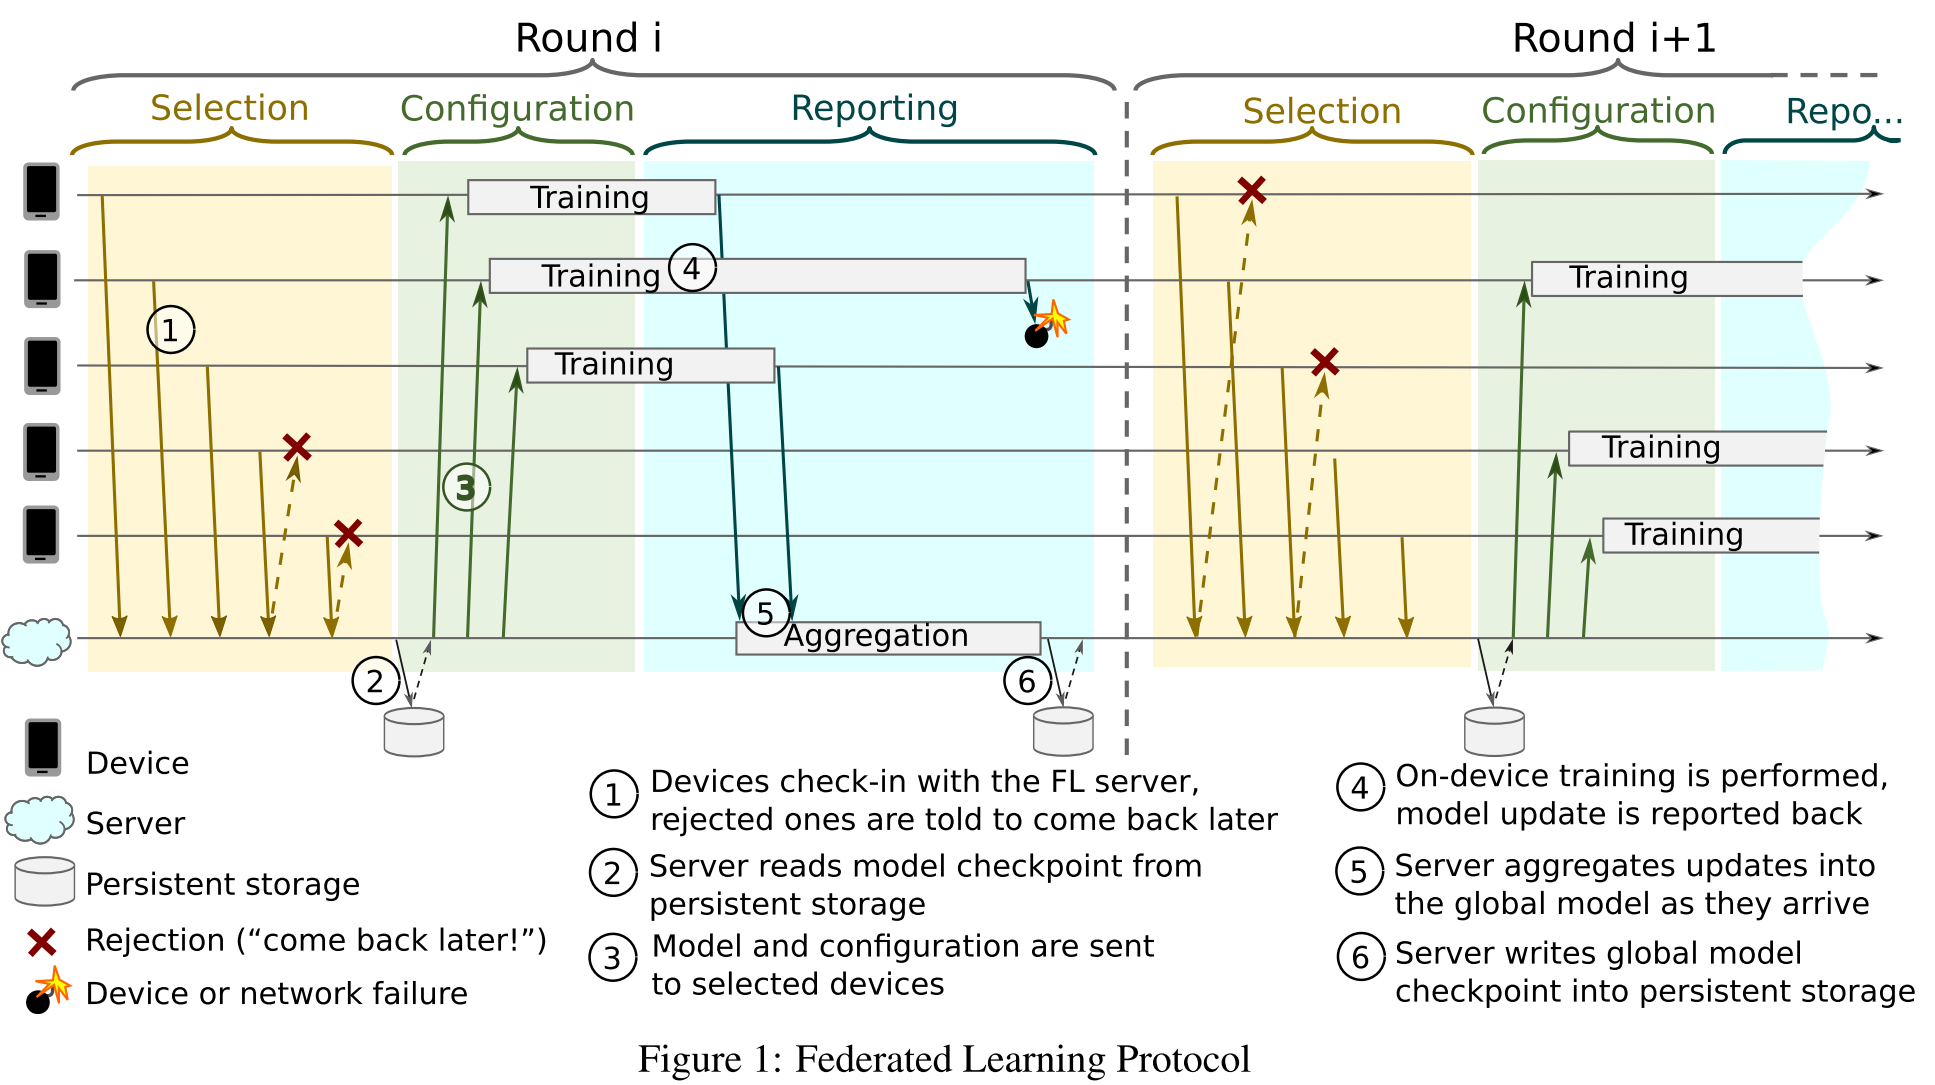 Round i
Round i+1
Selection
Configuration
Reporting
Selection
Configuration
Repo...
Training
Training
4
Training
1
3
Training
Training
Training
5
Aggregation
2
6
Device
Server
Persistent storage
Rejection (“come back later!”)
Device or network failure
1
Devices check-in with the FL server,
rejected ones are told to come back later
2
Server reads model checkpoint from
persistent storage
3
Model and configuration are sent
to selected devices
4
On-device training is performed,
model update is reported back
5
Server aggregates updates into
the global model as they arrive
6
Server writes global model
checkpoint into persistent storage
Figure 1: Federated Learning Protocol